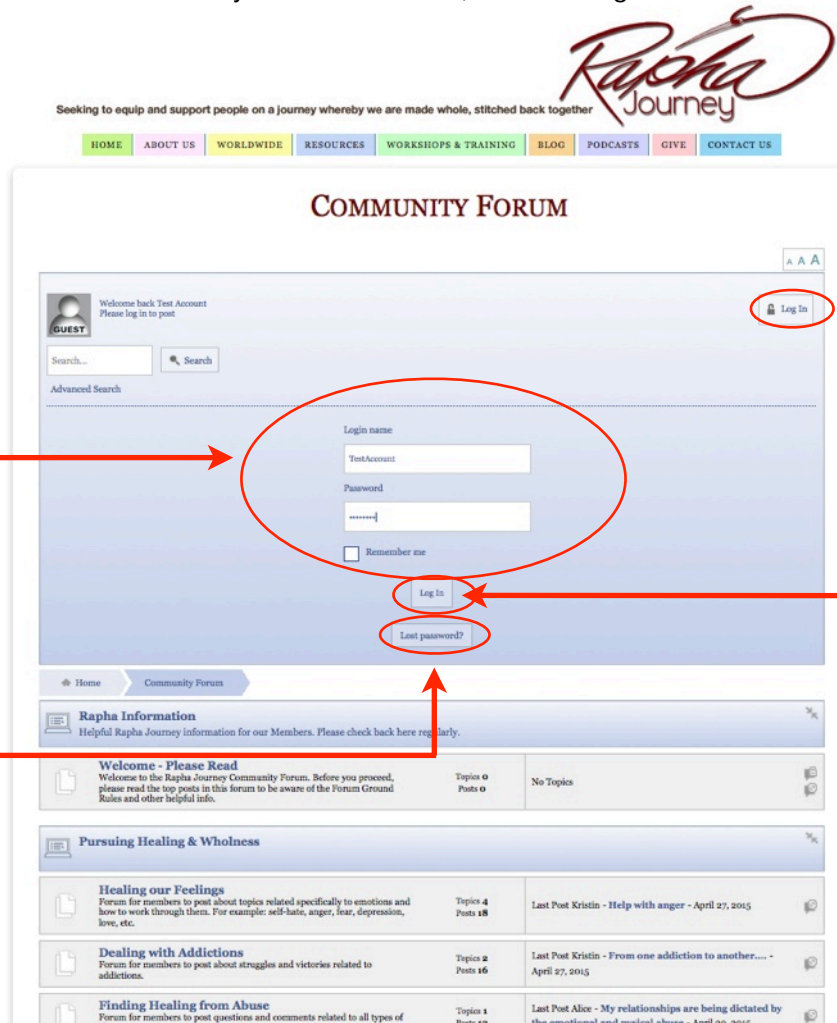 Rapha
Journey
Seeking to equip and support people on a journey whereby we are made whole, stitched back together
HOME ABOUT US WORLDWIDE RESOURCES WORKSHOPS & TRAINING BLOG PODCASTS GIVE CONTACT US
COMMUNITY FORUM
A A A
GUEST
Welcome back Test Account
Please log in to post
Log In
Search...
Search
Advanced Search
Login name
TestAccount
Password
Remember me
Log In
Lost password?
Home Community Forum
Rapha Information
Helpful Rapha Journey information for our Members. Please check back here regularly.
Welcome - Please Read
Welcome to the Rapha Journey Community Forum. Before you proceed,
please read the top posts in this forum to be aware of the Forum Ground
Rules and other helpful info.
Topics 0
Posts 0
No Topics
Pursuing Healing & Wholness
Healing our Feelings
Forum for members to post about topics related specifically to emotions and
how to work through them. For example: self-hate, anger, fear, depression,
love, etc.
Topics 4
Posts 18
Last Post Kristin - Help with anger - April 27, 2015
Dealing with Addictions
Forum for members to post about struggles and victories related to
addictions.
Topics 2
Posts 16
Last Post Kristin - From one addiction to another.... -
April 27, 2015
Finding Healing from Abuse
Forum for members to post questions and comments related to all types of
Topics 1
Last Post Alice - My relationships are being dictated by